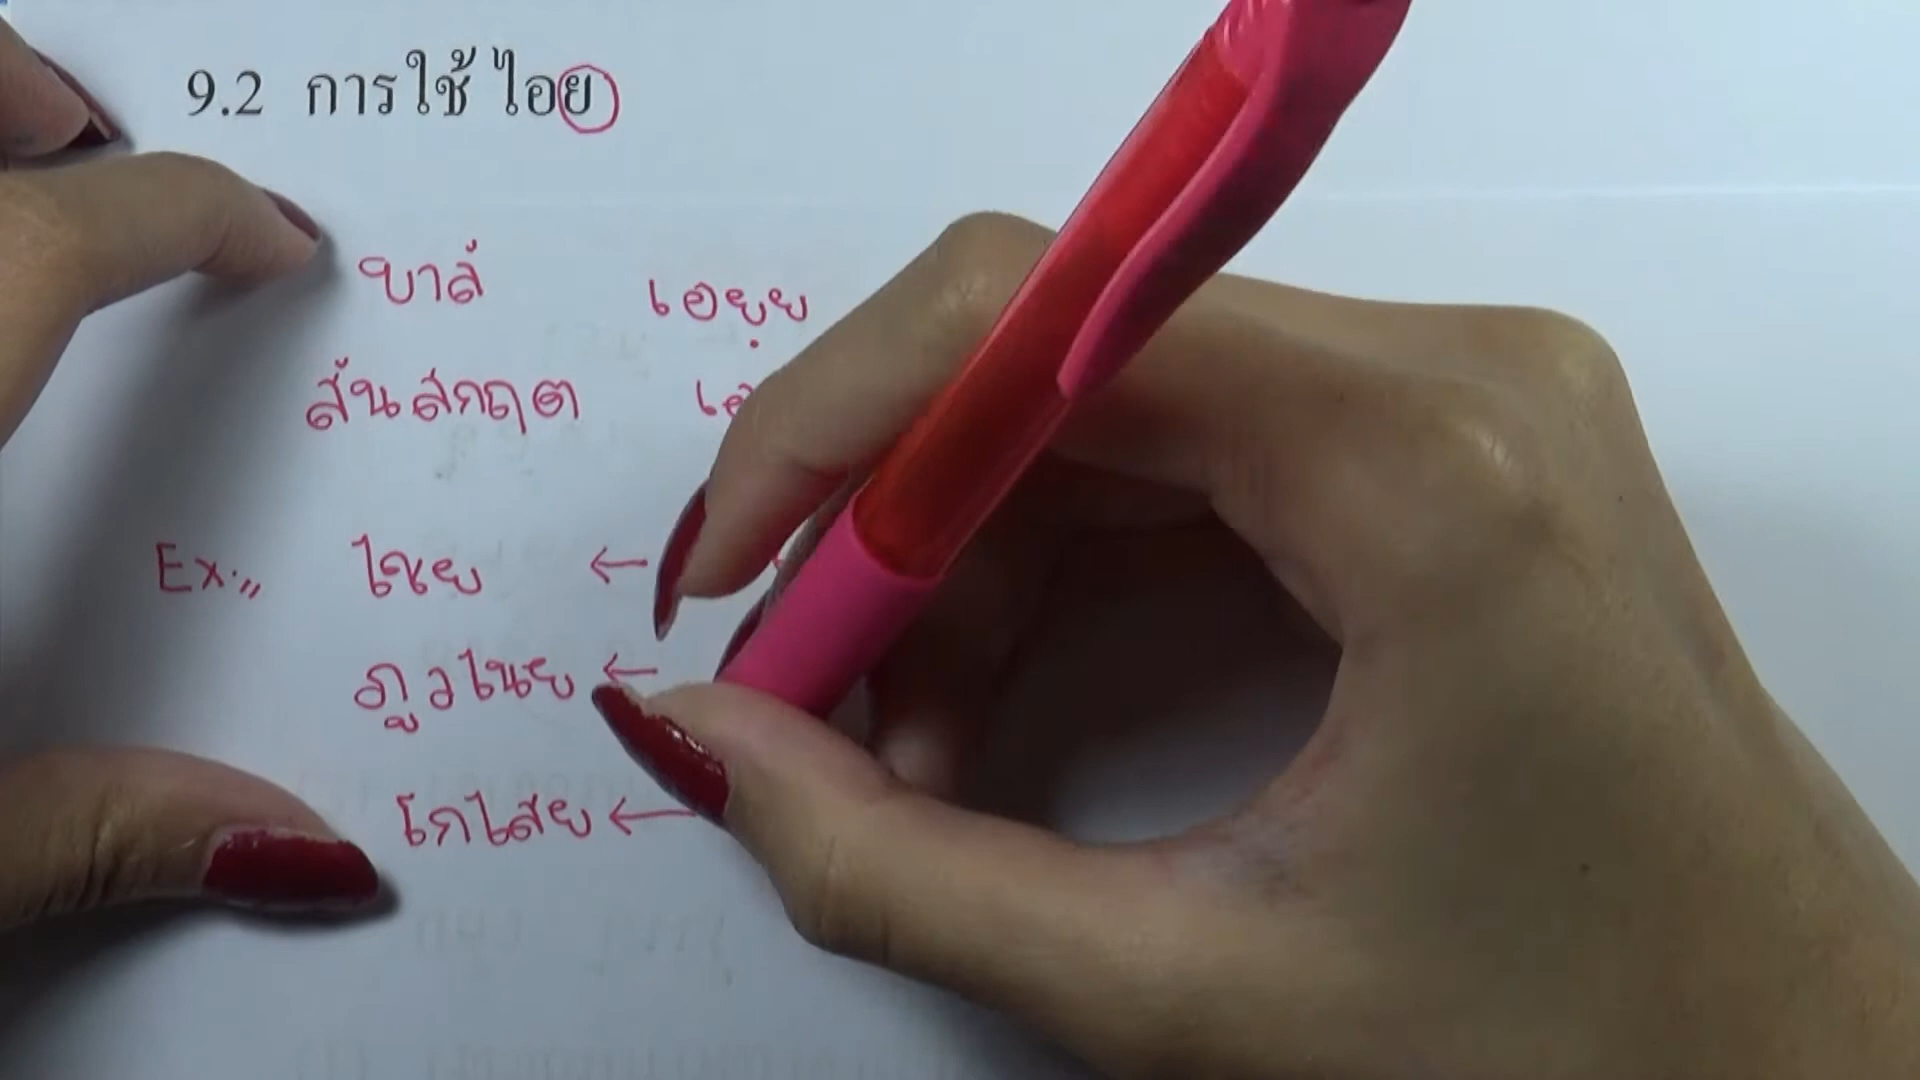 9.2 การใช้ ไอย
บาลี เอยฺย
สันสกฤต
Ex.,, ไชย ←
ภูวไนย ←
โกไสย ←